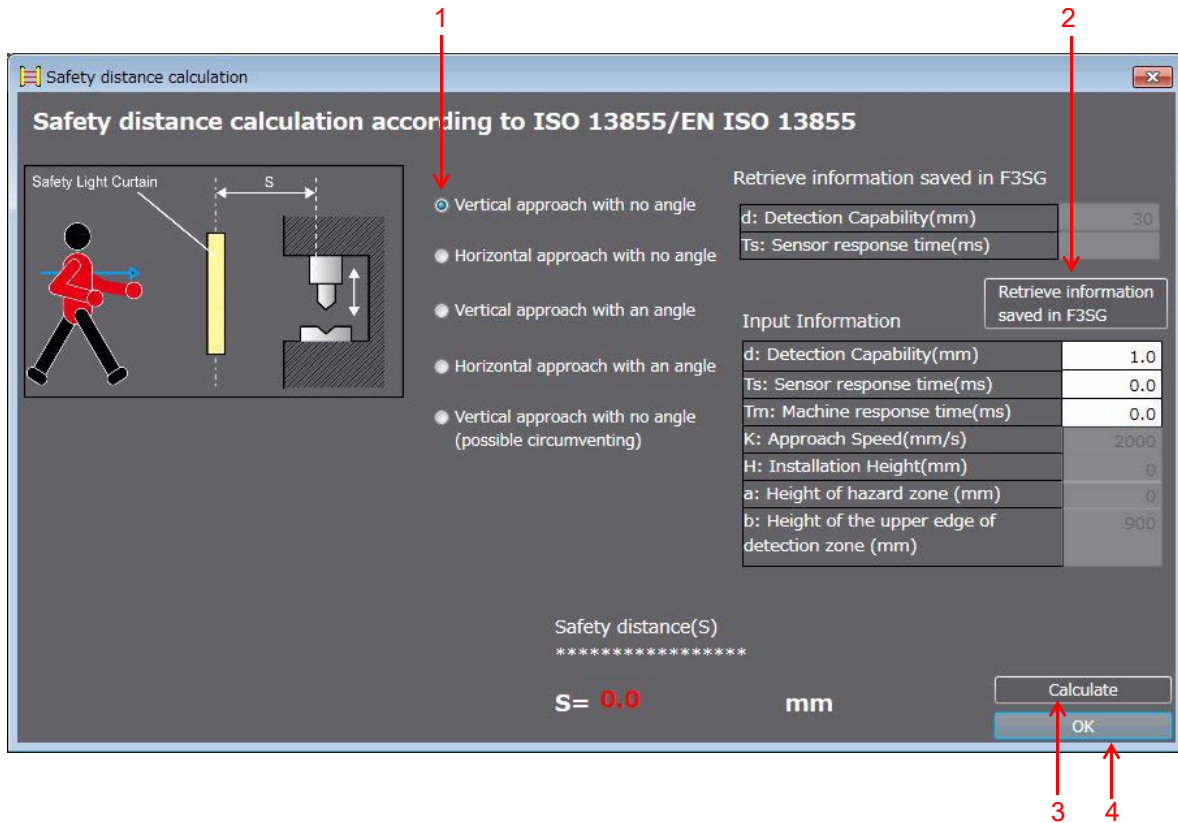 1
2
Safety distance calculation
Safety distance calculation according to ISO 13855/EN ISO 13855
Safety Light Curtain
S
Vertical approach with no angle
Horizontal approach with no angle
Vertical approach with an angle
Horizontal approach with an angle
Vertical approach with no angle
(possible circumventing)
Retrieve information saved in F3SG
d: Detection Capability(mm) 30
Ts: Sensor response time(ms)
Retrieve information
saved in F3SG
Input Information
d: Detection Capability(mm) 1.0
Ts: Sensor response time(ms) 0.0
Tm: Machine response time(ms) 0.0
K: Approach Speed(mm/s) 2000
H: Installation Height(mm) 0
a: Height of hazard zone (mm) 0
b: Height of the upper edge of 900
detection zone (mm)
Safety distance(S)
*****************
S= 0.0 mm
Calculate
OK
3
4